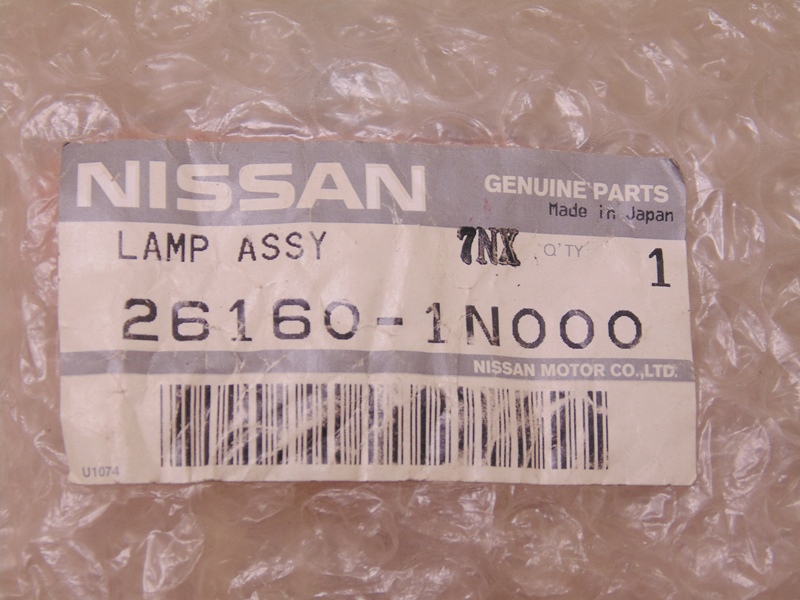 NISSAN GENUINE PARTS
Made in Japan
LAMP ASSY 7NX Q'TY 1
26160-1N000
NISSAN MOTOR CO.,LTD.
U1074